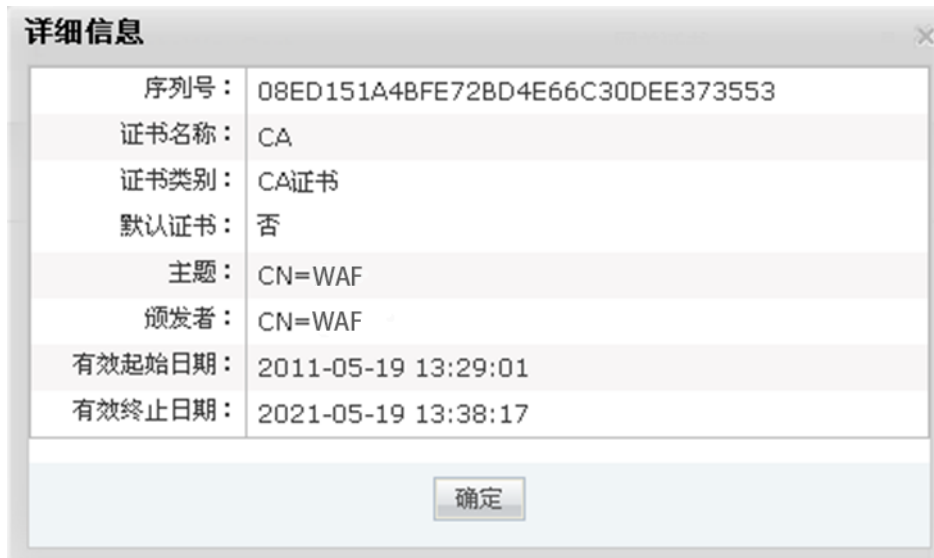 详细信息
序列号： 08ED151A4BFE72BD4E66C30DEE373553
证书名称： CA
证书类别： CA证书
默认证书： 否
主题： CN=WAF
颁发者： CN=WAF
有效起始日期： 2011-05-19 13:29:01
有效终止日期： 2021-05-19 13:38:17
确定